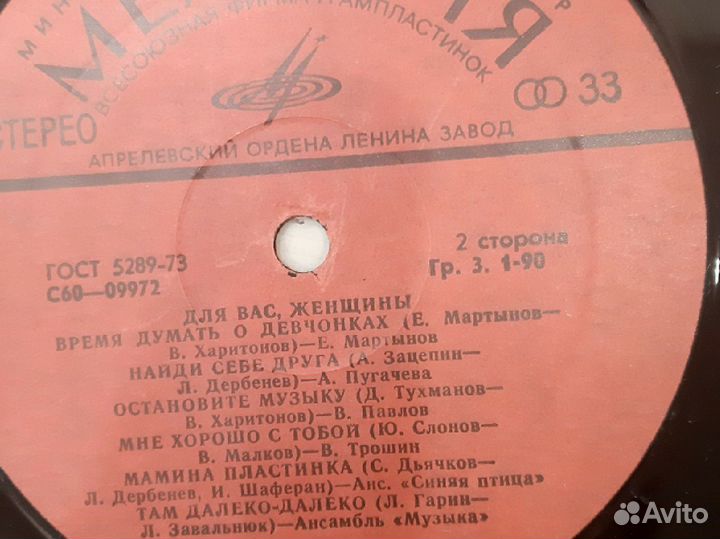 МИН
МЕ ИЯ
ВСЕСОЮЗНАЯ ФИРМА ГРАМПЛАСТИНОК
СТЕРЕО
33
АПРЕЛЕВСКИЙ ОРДЕНА ЛЕНИНА ЗАВОД
ГОСТ 5289-73
2 сторона
С60—09972
Гр. 3. 1-90
ДЛЯ ВАС, ЖЕНЩИНЫ
ВРЕМЯ ДУМАТЬ О ДЕВЧОНКАХ (Е. Мартынов—
В. Харитонов)—Е. Мартынов
НАЙДИ СЕБЕ ДРУГА (А. Зацепин—
Л. Дербенев)—А. Пугачева
ОСТАНОВИТЕ МУЗЫКУ (Д. Тухманов—
В. Харитонов)—В. Павлов
МНЕ ХОРОШО С ТОБОЙ (Ю. Слонов—
В. Малков)—В. Трошин
МАМИНА ПЛАСТИНКА (С. Дьячков—
Л. Дербенев, И. Шаферан)—Анс. «Синяя птица»
ТАМ ДАЛЕКО-ДАЛЕКО (Л. Гарин—
Л. Завальнюк)—Ансамбль «Музыка»
Avito